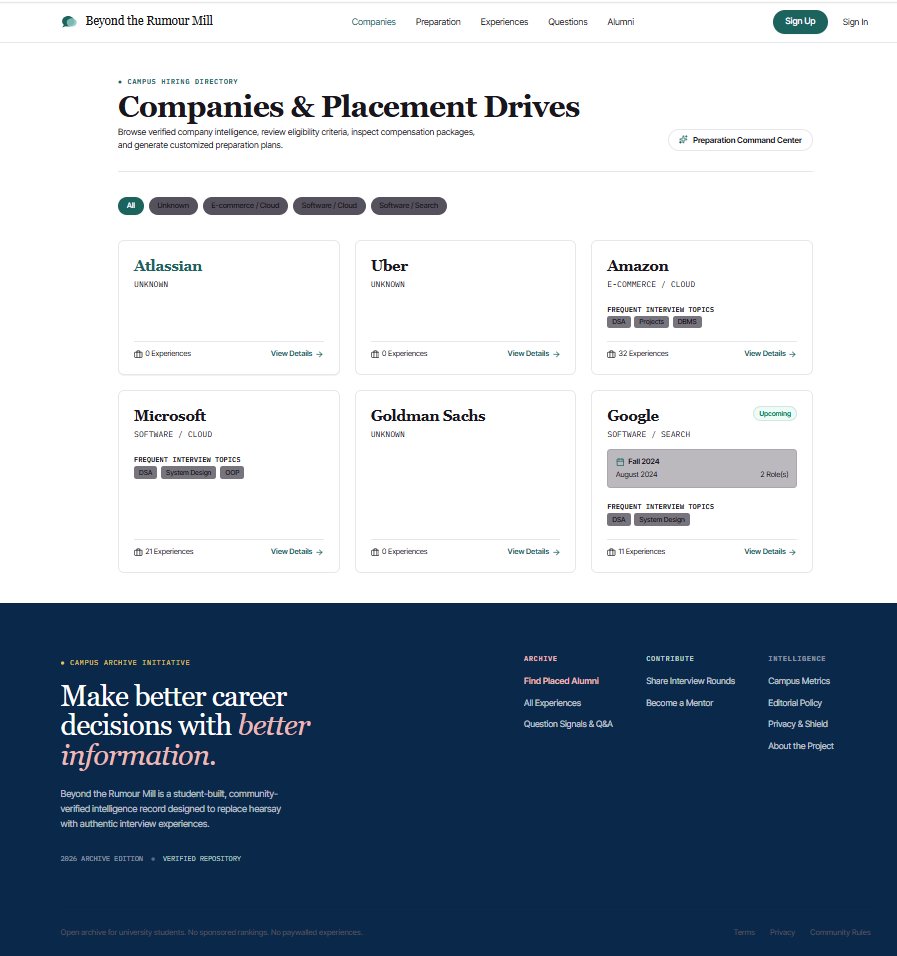 Beyond the Rumour Mill
Companies
Preparation
Experiences
Questions
Alumni
Sign Up
Sign In
CAMPUS HIRING DIRECTORY
Companies & Placement Drives
Browse verified company intelligence, review eligibility criteria, inspect compensation packages,
and generate customized preparation plans.
Preparation Command Center
All
Unknown
E-commerce / Cloud
Software / Cloud
Software / Search
Atlassian
UNKNOWN
0 Experiences
View Details →
Uber
UNKNOWN
0 Experiences
View Details →
Amazon
E-COMMERCE / CLOUD
FREQUENT INTERVIEW TOPICS
DSA
Projects
DBMS
32 Experiences
View Details →
Microsoft
SOFTWARE / CLOUD
FREQUENT INTERVIEW TOPICS
DSA
System Design
OOP
21 Experiences
View Details →
Goldman Sachs
UNKNOWN
0 Experiences
View Details →
Google
Upcoming
SOFTWARE / SEARCH
Fall 2024
August 2024
2 Role(s)
FREQUENT INTERVIEW TOPICS
DSA
System Design
11 Experiences
View Details →
CAMPUS ARCHIVE INITIATIVE
Make better career
decisions with better
information.
Beyond the Rumour Mill is a student-built, community-
verified intelligence record designed to replace hearsay
with authentic interview experiences.
2026 ARCHIVE EDITION
VERIFIED REPOSITORY
ARCHIVE
Find Placed Alumni
All Experiences
Question Signals & Q&A
CONTRIBUTE
Share Interview Rounds
Become a Mentor
INTELLIGENCE
Campus Metrics
Editorial Policy
Privacy & Shield
About the Project
Open archive for university students. No sponsored rankings. No paywalled experiences.
Terms
Privacy
Community Rules